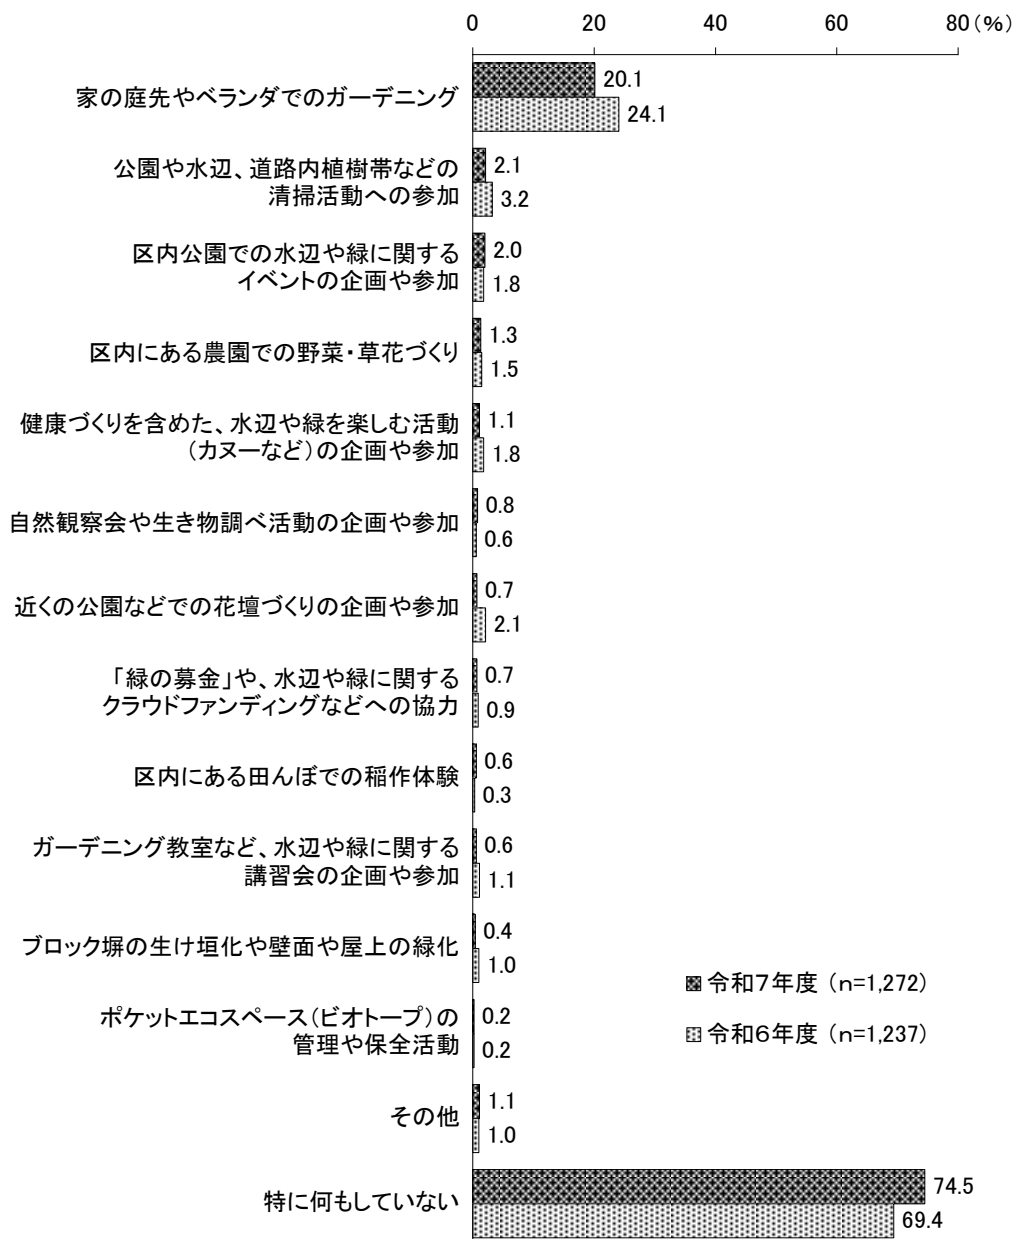 0 20 40 60 80(%)
家の庭先やベランダでのガーデニング
20.1
24.1
公園や水辺、道路内植樹帯などの
清掃活動への参加
2.1
3.2
区内公園での水辺や緑に関する
イベントの企画や参加
2.0
1.8
区内にある農園での野菜・草花づくり
1.3
1.5
健康づくりを含めた、水辺や緑を楽しむ活動
(カヌーなど)の企画や参加
1.1
1.8
自然観察会や生き物調べ活動の企画や参加
0.8
0.6
近くの公園などでの花壇づくりの企画や参加
0.7
2.1
「緑の募金」や、水辺や緑に関する
クラウドファンディングなどへの協力
0.7
0.9
区内にある田んぼでの稲作体験
0.6
0.3
ガーデニング教室など、水辺や緑に関する
講習会の企画や参加
0.6
1.1
ブロック塀の生け垣化や壁面や屋上の緑化
0.4
1.0
ポケットエコスペース(ビオトープ)の
管理や保全活動
0.2
0.2
その他
1.1
1.0
特に何もしていない
74.5
69.4
令和7年度 (n=1,272)
令和6年度 (n=1,237)